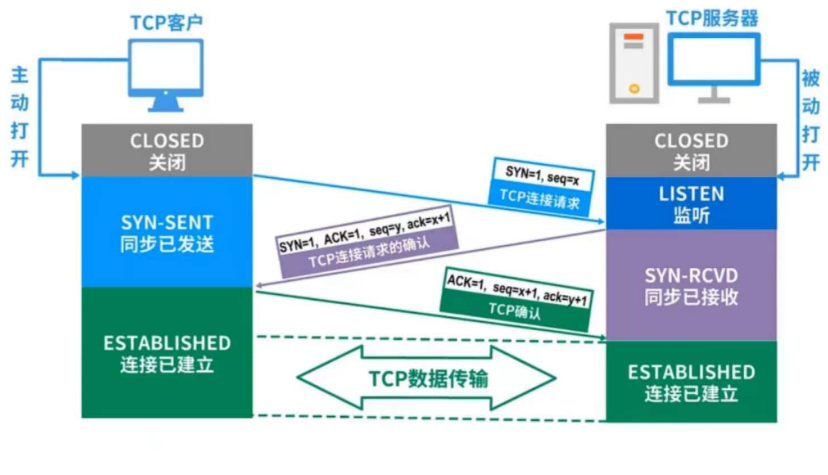 TCP客户
TCP服务器
主动打开
被动打开
CLOSED
关闭
CLOSED
关闭
SYN=1, seq=x
TCP连接请求
LISTEN
监听
SYN-SENT
同步已发送
SYN=1, ACK=1, seq=y, ack=x+1
TCP连接请求的确认
SYN-RCVD
同步已接收
ACK=1, seq=x+1, ack=y+1
TCP确认
ESTABLISHED
连接已建立
TCP数据传输
ESTABLISHED
连接已建立